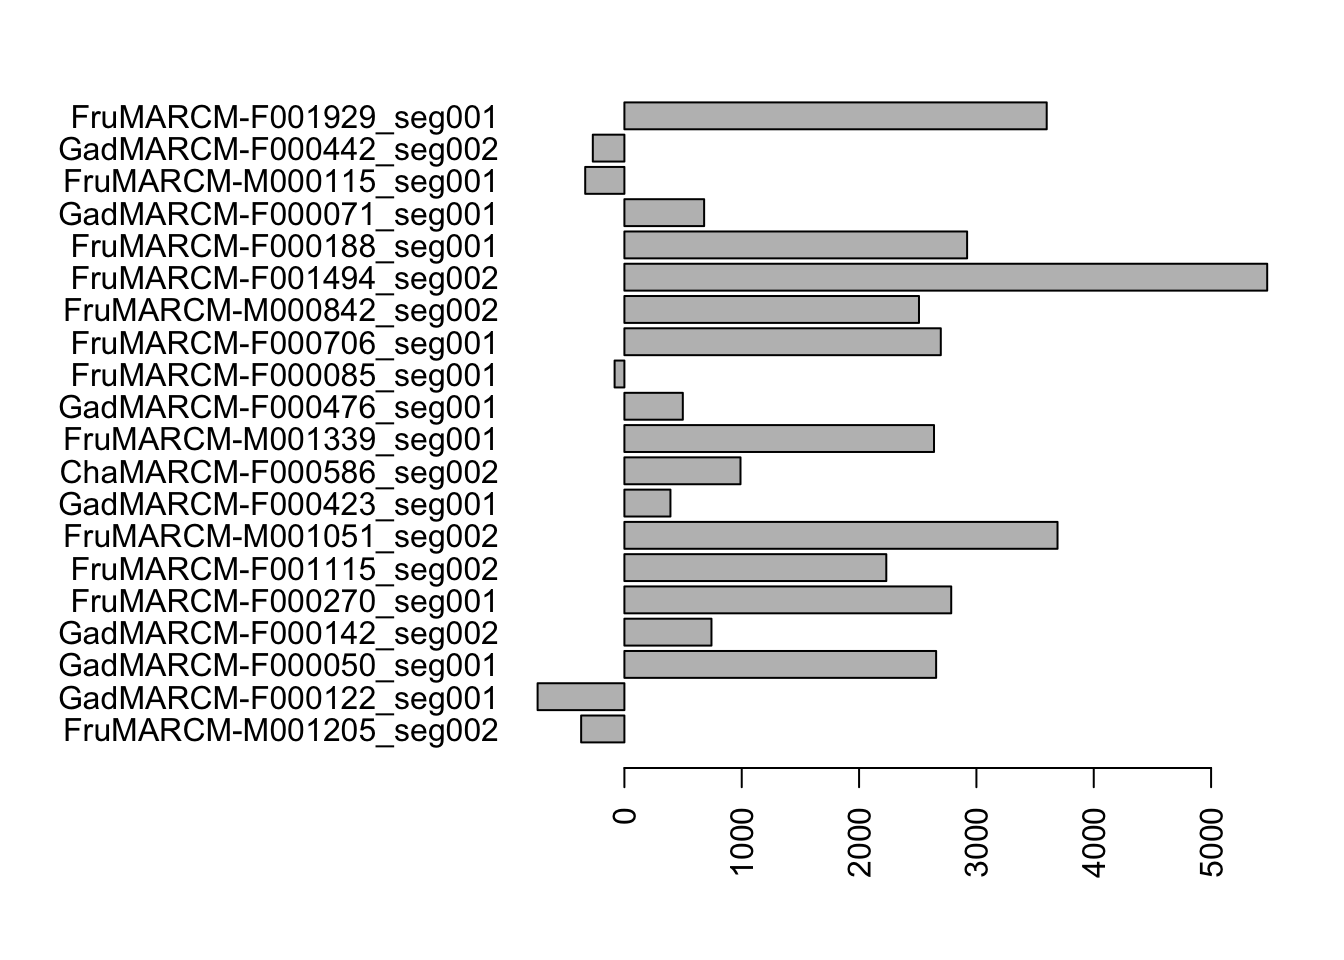 FruMARCM-F001929_seg001
GadMARCM-F000442_seg002
FruMARCM-M000115_seg001
GadMARCM-F000071_seg001
FruMARCM-F000188_seg001
FruMARCM-F001494_seg002
FruMARCM-M000842_seg002
FruMARCM-F000706_seg001
FruMARCM-F000085_seg001
GadMARCM-F000476_seg001
FruMARCM-M001339_seg001
ChaMARCM-F000586_seg002
GadMARCM-F000423_seg001
FruMARCM-M001051_seg002
FruMARCM-F001115_seg002
FruMARCM-F000270_seg001
GadMARCM-F000142_seg002
GadMARCM-F000050_seg001
GadMARCM-F000122_seg001
FruMARCM-M001205_seg002
0 1000 2000 3000 4000 5000